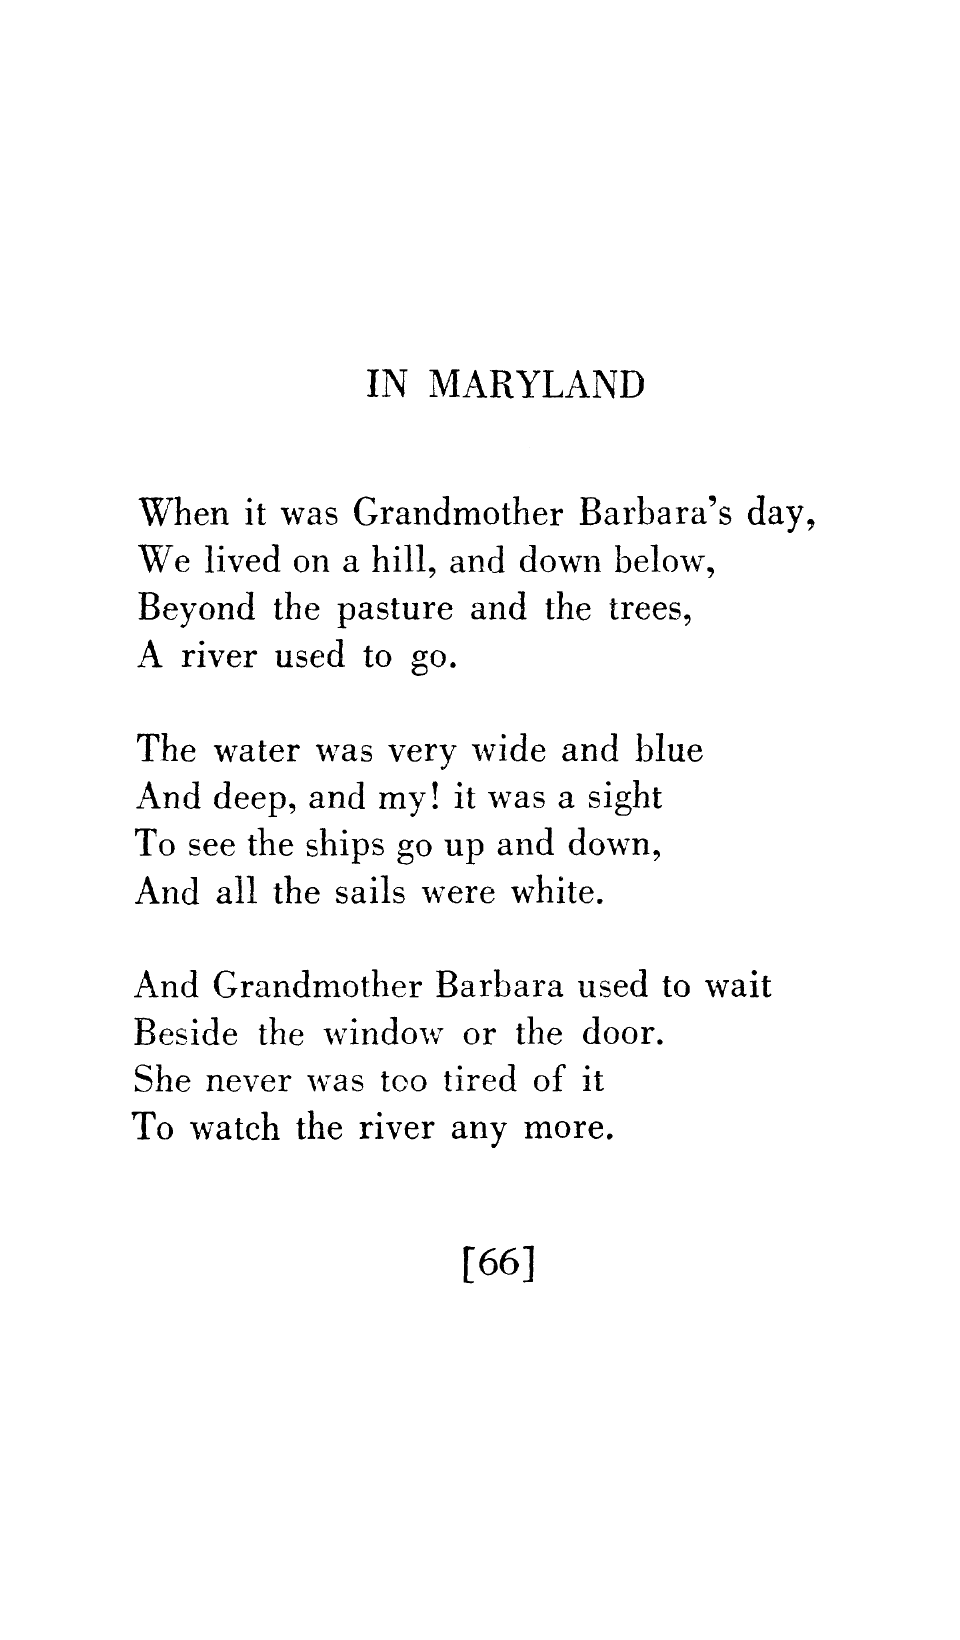 IN MARYLAND
When it was Grandmother Barbara's day,
We lived on a hill, and down below,
Beyond the pasture and the trees,
A river used to go.
The water was very wide and blue
And deep, and my! it was a sight
To see the ships go up and down,
And all the sails were white.
And Grandmother Barbara used to wait
Beside the window or the door.
She never was too tired of it
To watch the river any more.
[66]